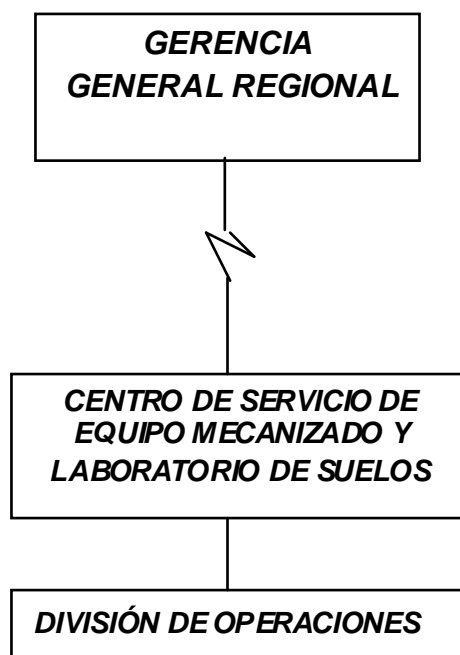 GERENCIA
GENERAL REGIONAL
CENTRO DE SERVICIO DE
EQUIPO MECANIZADO Y
LABORATORIO DE SUELOS
DIVISIÓN DE OPERACIONES